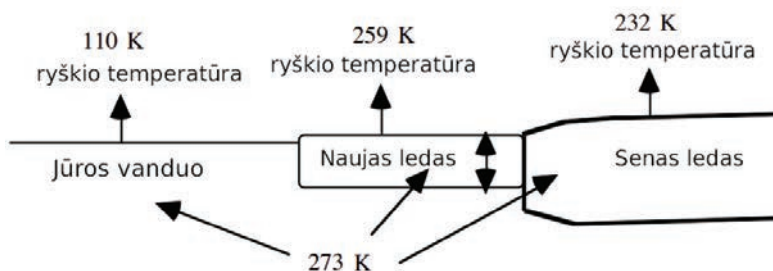 110 K
ryškio temperatūra
259 K
ryškio temperatūra
232 K
ryškio temperatūra
Jūros vanduo
Naujas ledas
Senas ledas
273 K